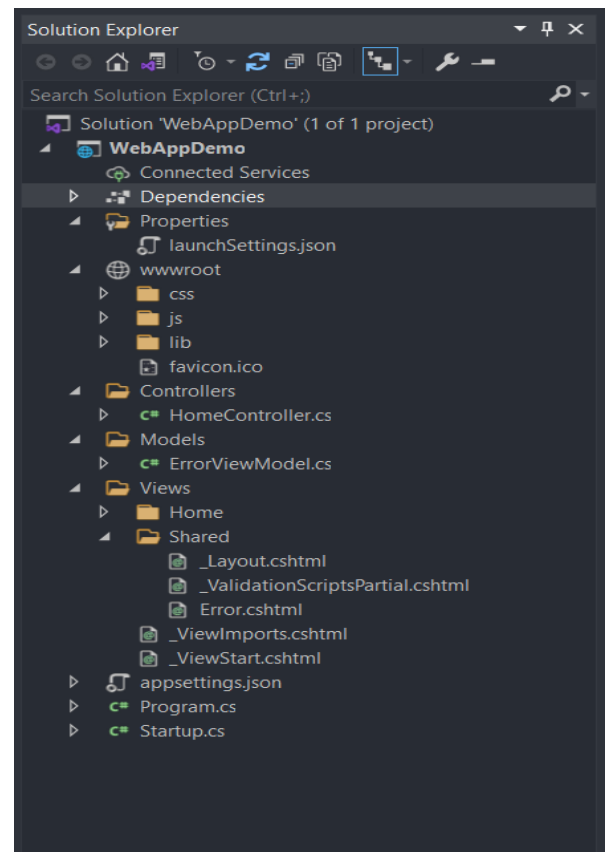 Solution Explorer
Search Solution Explorer (Ctrl+;)
Solution 'WebAppDemo' (1 of 1 project)
WebAppDemo
Connected Services
Dependencies
Properties
launchSettings.json
wwwroot
css
js
lib
favicon.ico
Controllers
C# HomeController.cs
Models
C# ErrorViewModel.cs
Views
Home
Shared
_Layout.cshtml
_ValidationScriptsPartial.cshtml
Error.cshtml
_ViewImports.cshtml
_ViewStart.cshtml
appsettings.json
C# Program.cs
C# Startup.cs